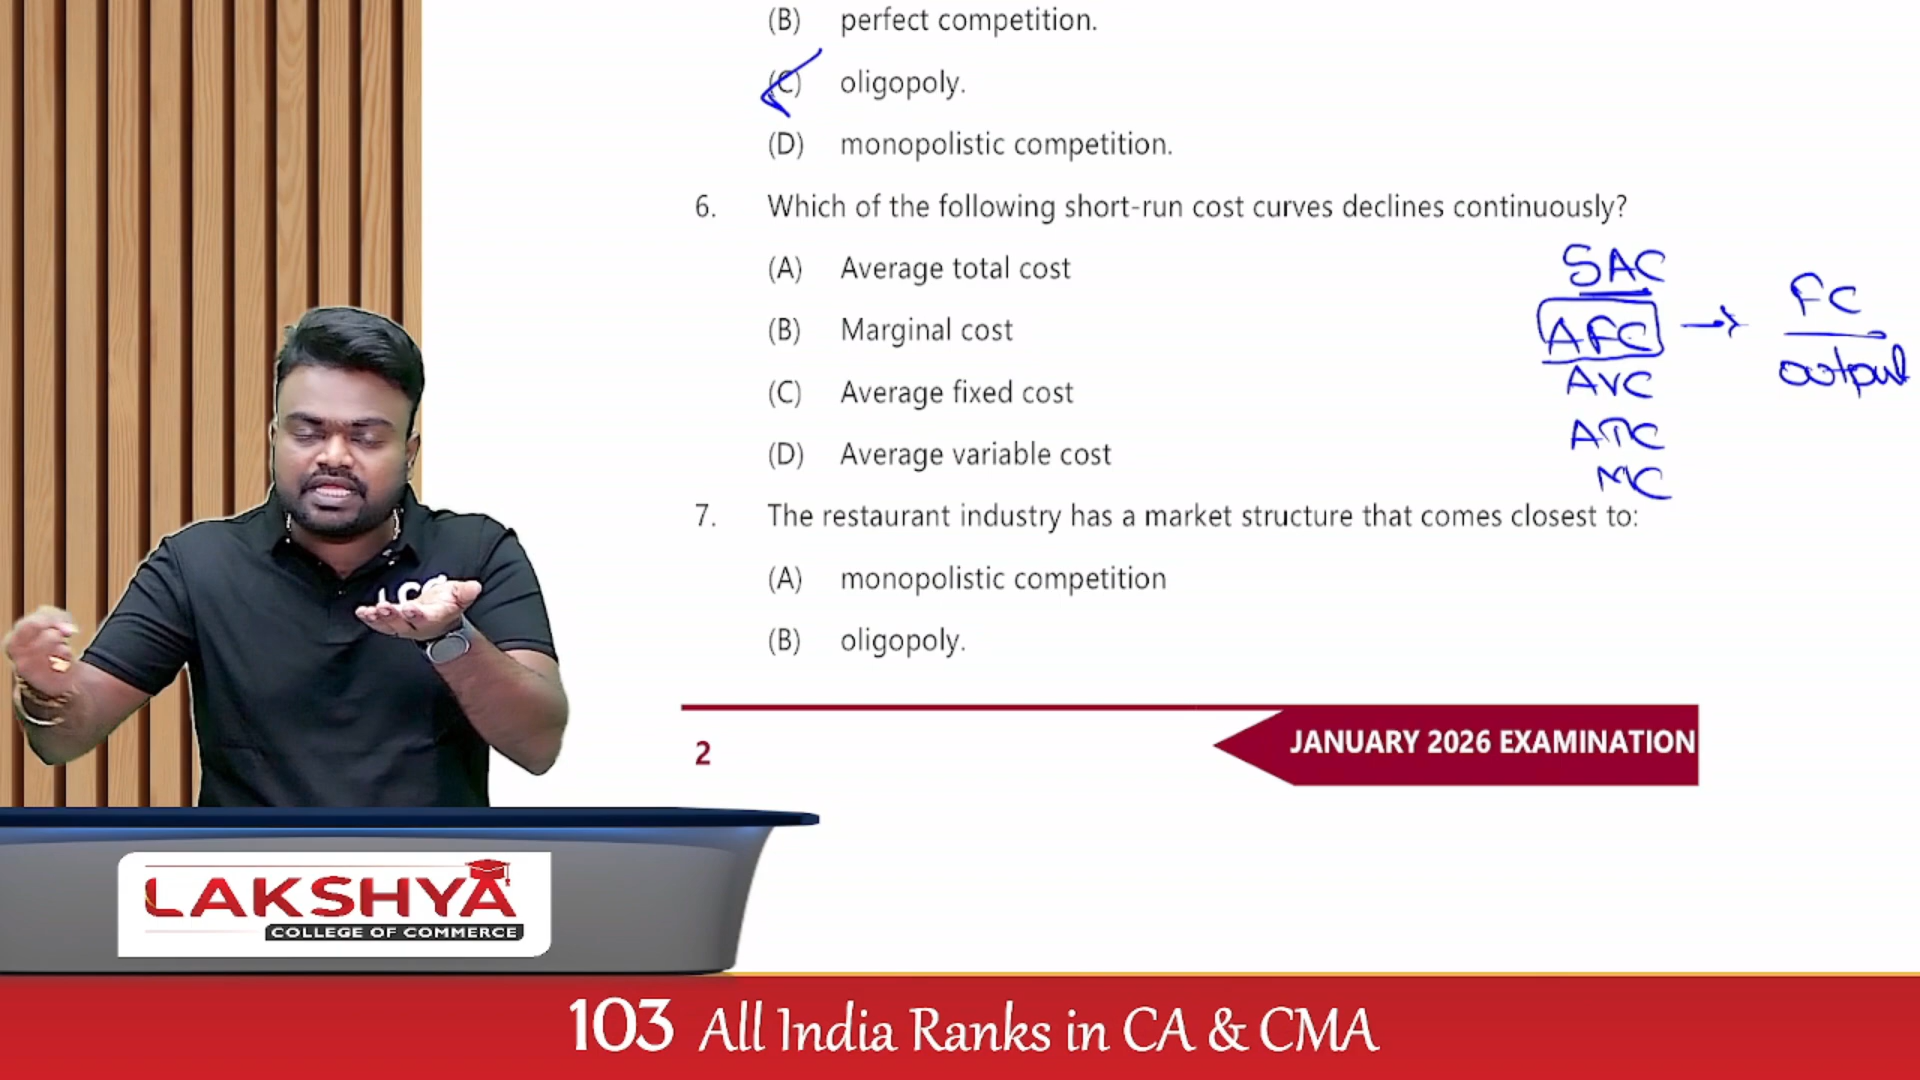 (B) perfect competition.
(C) oligopoly.
(D) monopolistic competition.
6. Which of the following short-run cost curves declines continuously?
(A) Average total cost
(B) Marginal cost
(C) Average fixed cost
(D) Average variable cost
SAC
AFC → FC
output
AVC
ATC
MC
7. The restaurant industry has a market structure that comes closest to:
(A) monopolistic competition
(B) oligopoly.
2
JANUARY 2026 EXAMINATION
LAKSHYA
COLLEGE OF COMMERCE
103 All India Ranks in CA & CMA